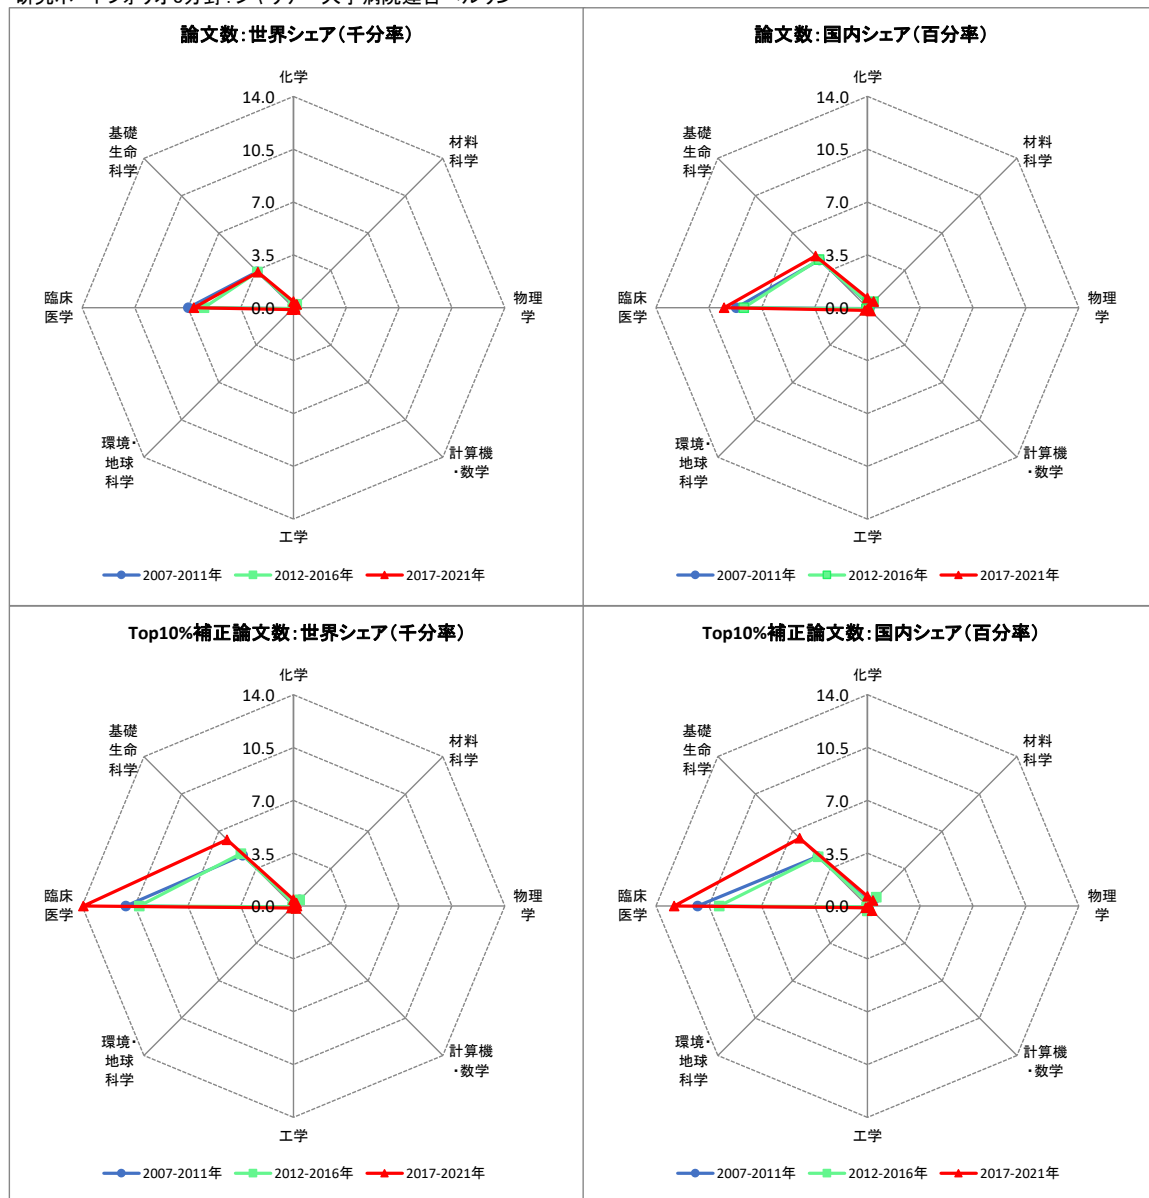 論文数：世界シェア（千分率）
化学
14.0
10.5
7.0
3.5
0.0
材料
科学
物理
学
計算機
・数学
工学
環境・
地球
科学
臨床
医学
基礎
生命
科学
2007-2011年
2012-2016年
2017-2021年
論文数：国内シェア（百分率）
化学
14.0
10.5
7.0
3.5
0.0
材料
科学
物理
学
計算機
・数学
工学
環境・
地球
科学
臨床
医学
基礎
生命
科学
2007-2011年
2012-2016年
2017-2021年
Top10%補正論文数：世界シェア（千分率）
化学
14.0
10.5
7.0
3.5
0.0
材料
科学
物理
学
計算機
・数学
工学
環境・
地球
科学
臨床
医学
基礎
生命
科学
2007-2011年
2012-2016年
2017-2021年
Top10%補正論文数：国内シェア（百分率）
化学
14.0
10.5
7.0
3.5
0.0
材料
科学
物理
学
計算機
・数学
工学
環境・
地球
科学
臨床
医学
基礎
生命
科学
2007-2011年
2012-2016年
2017-2021年